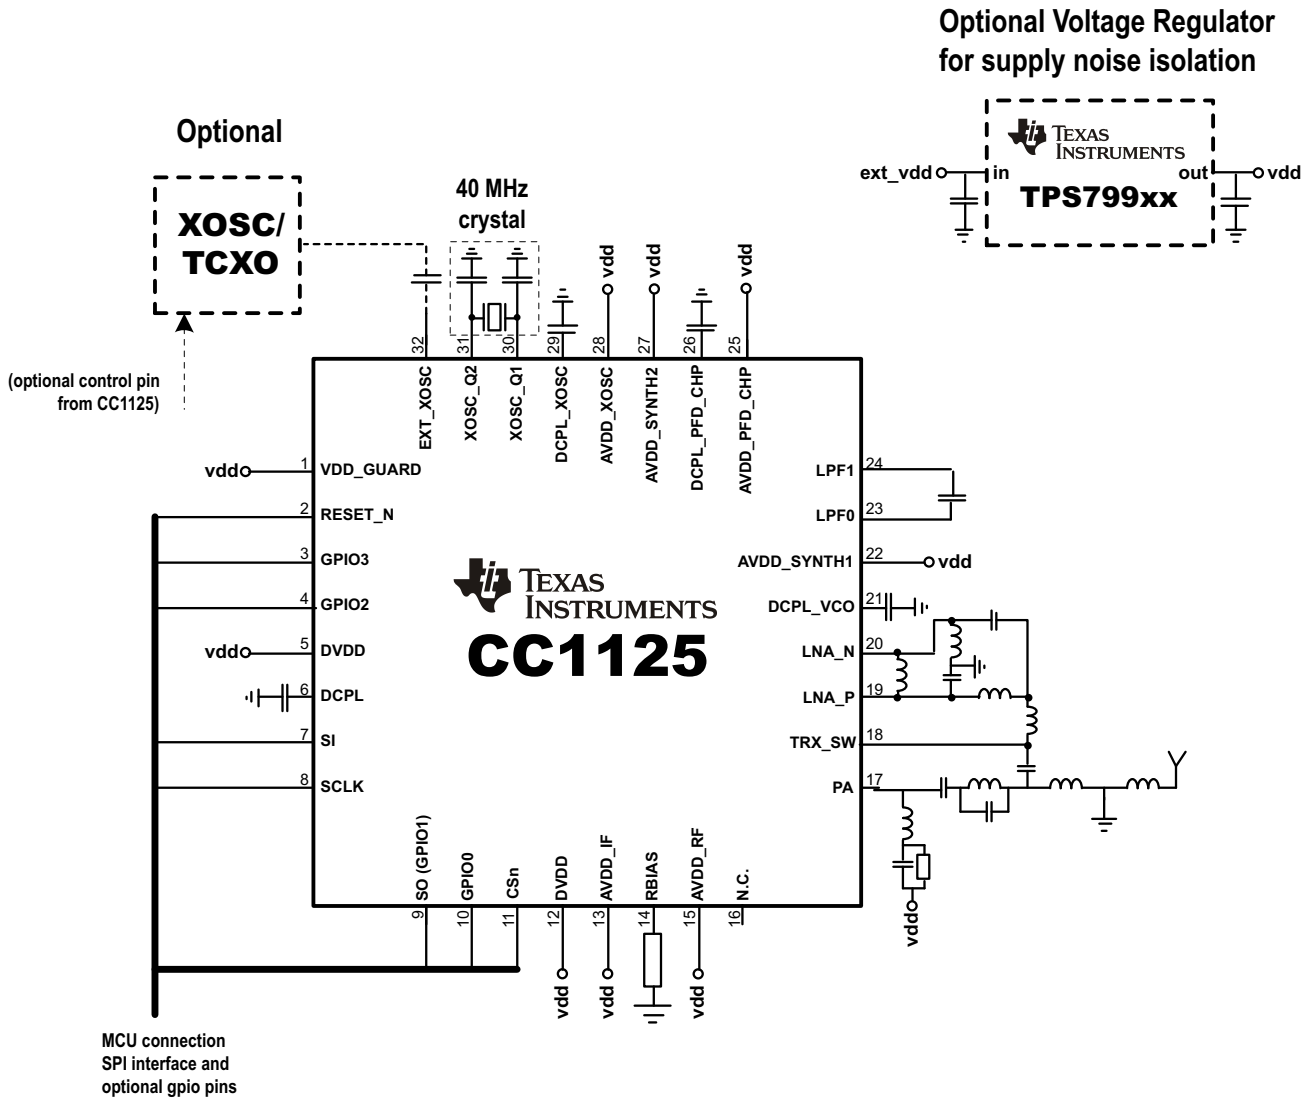 Optional Voltage Regulator
for supply noise isolation
TEXAS
INSTRUMENTS
ext_vdd
in
out
vdd
TPS799xx
Optional
XOSC/
TCXO
40 MHz
crystal
(optional control pin
from CC1125)
vdd
vdd
vdd
32
31
30
29
28
27
26
25
EXT_XOSC
XOSC_Q2
XOSC_Q1
DCPL_XOSC
AVDD_XOSC
AVDD_SYNTH2
DCPL_PFD_CHP
AVDD_PFD_CHP
vdd
1
VDD_GUARD
2
RESET_N
3
GPIO3
4
GPIO2
vdd
5
DVDD
6
DCPL
7
SI
8
SCLK
TEXAS
INSTRUMENTS
CC1125
LPF1
24
LPF0
23
AVDD_SYNTH1
22
vdd
DCPL_VCO
21
LNA_N
20
LNA_P
19
TRX_SW
18
PA
17
vdd
SO (GPIO1)
GPIO0
CSn
DVDD
AVDD_IF
RBIAS
AVDD_RF
N.C.
9
10
11
12
13
14
15
16
vdd
vdd
vdd
MCU connection
SPI interface and
optional gpio pins